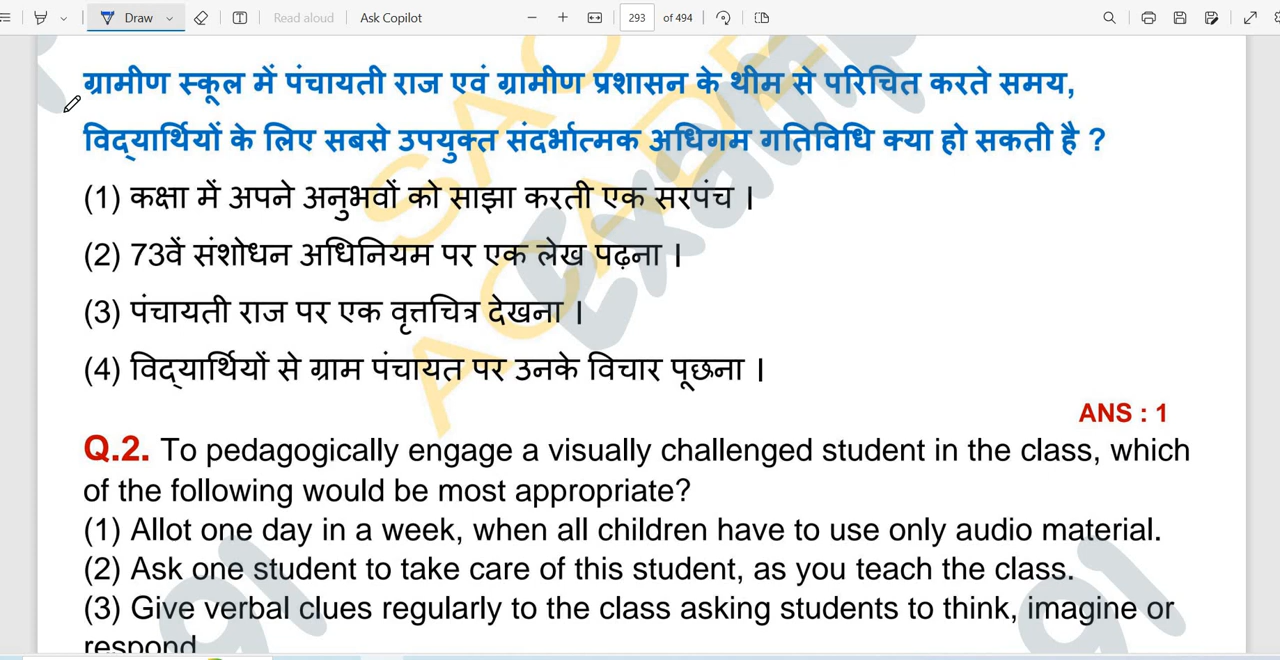 Draw
Read aloud
Ask Copilot
293 of 494
ग्रामीण स्कूल में पंचायती राज एवं ग्रामीण प्रशासन के थीम से परिचित करते समय,
विद्यार्थियों के लिए सबसे उपयुक्त संदर्भात्मक अधिगम गतिविधि क्या हो सकती है ?
(1) कक्षा में अपने अनुभवों को साझा करती एक सरपंच ।
(2) 73वें संशोधन अधिनियम पर एक लेख पढ़ना ।
(3) पंचायती राज पर एक वृत्तचित्र देखना ।
(4) विद्यार्थियों से ग्राम पंचायत पर उनके विचार पूछना ।
ANS : 1
Q.2. To pedagogically engage a visually challenged student in the class, which
of the following would be most appropriate?
(1) Allot one day in a week, when all children have to use only audio material.
(2) Ask one student to take care of this student, as you teach the class.
(3) Give verbal clues regularly to the class asking students to think, imagine or
respond